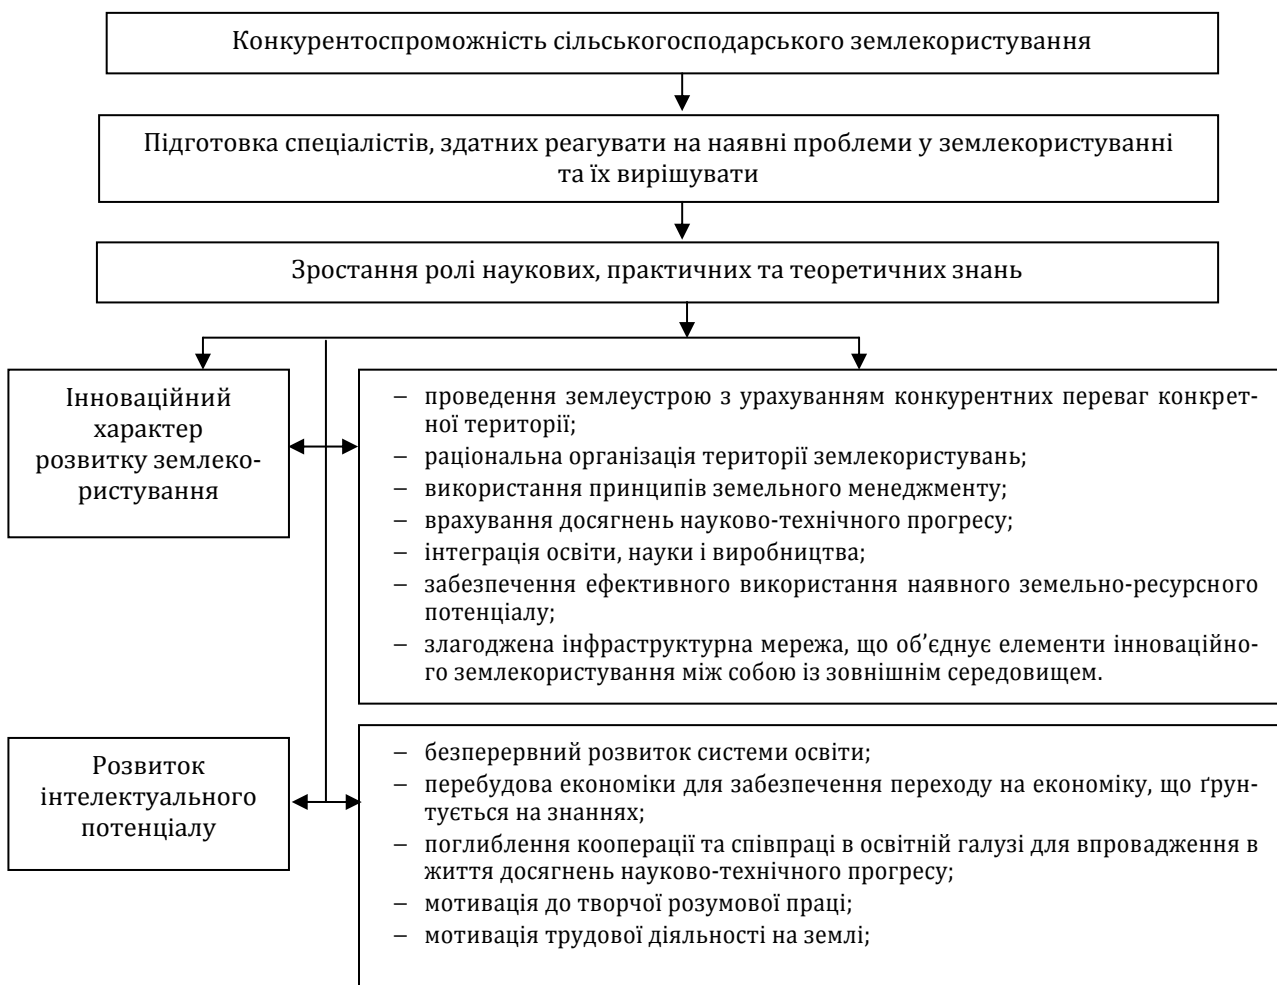 Конкурентоспроможність сільськогосподарського землекористування
Підготовка спеціалістів, здатних реагувати на наявні проблеми у землекористуванні
та їх вирішувати
Зростання ролі наукових, практичних та теоретичних знань
Інноваційний
характер
розвитку землеко-
ристування
– проведення землеустрою з урахуванням конкурентних переваг конкрет-
ної території;
– раціональна організація території землекористувань;
– використання принципів земельного менеджменту;
– врахування досягнень науково-технічного прогресу;
– інтеграція освіти, науки і виробництва;
– забезпечення ефективного використання наявного земельно-ресурсного
потенціалу;
– злагоджена інфраструктурна мережа, що об’єднує елементи інноваційно-
го землекористування між собою із зовнішнім середовищем.
Розвиток
інтелектуального
потенціалу
– безперервний розвиток системи освіти;
– перебудова економіки для забезпечення переходу на економіку, що ґрун-
тується на знаннях;
– поглиблення кооперації та співпраці в освітній галузі для впровадження в
життя досягнень науково-технічного прогресу;
– мотивація до творчої розумової праці;
– мотивація трудової діяльності на землі;